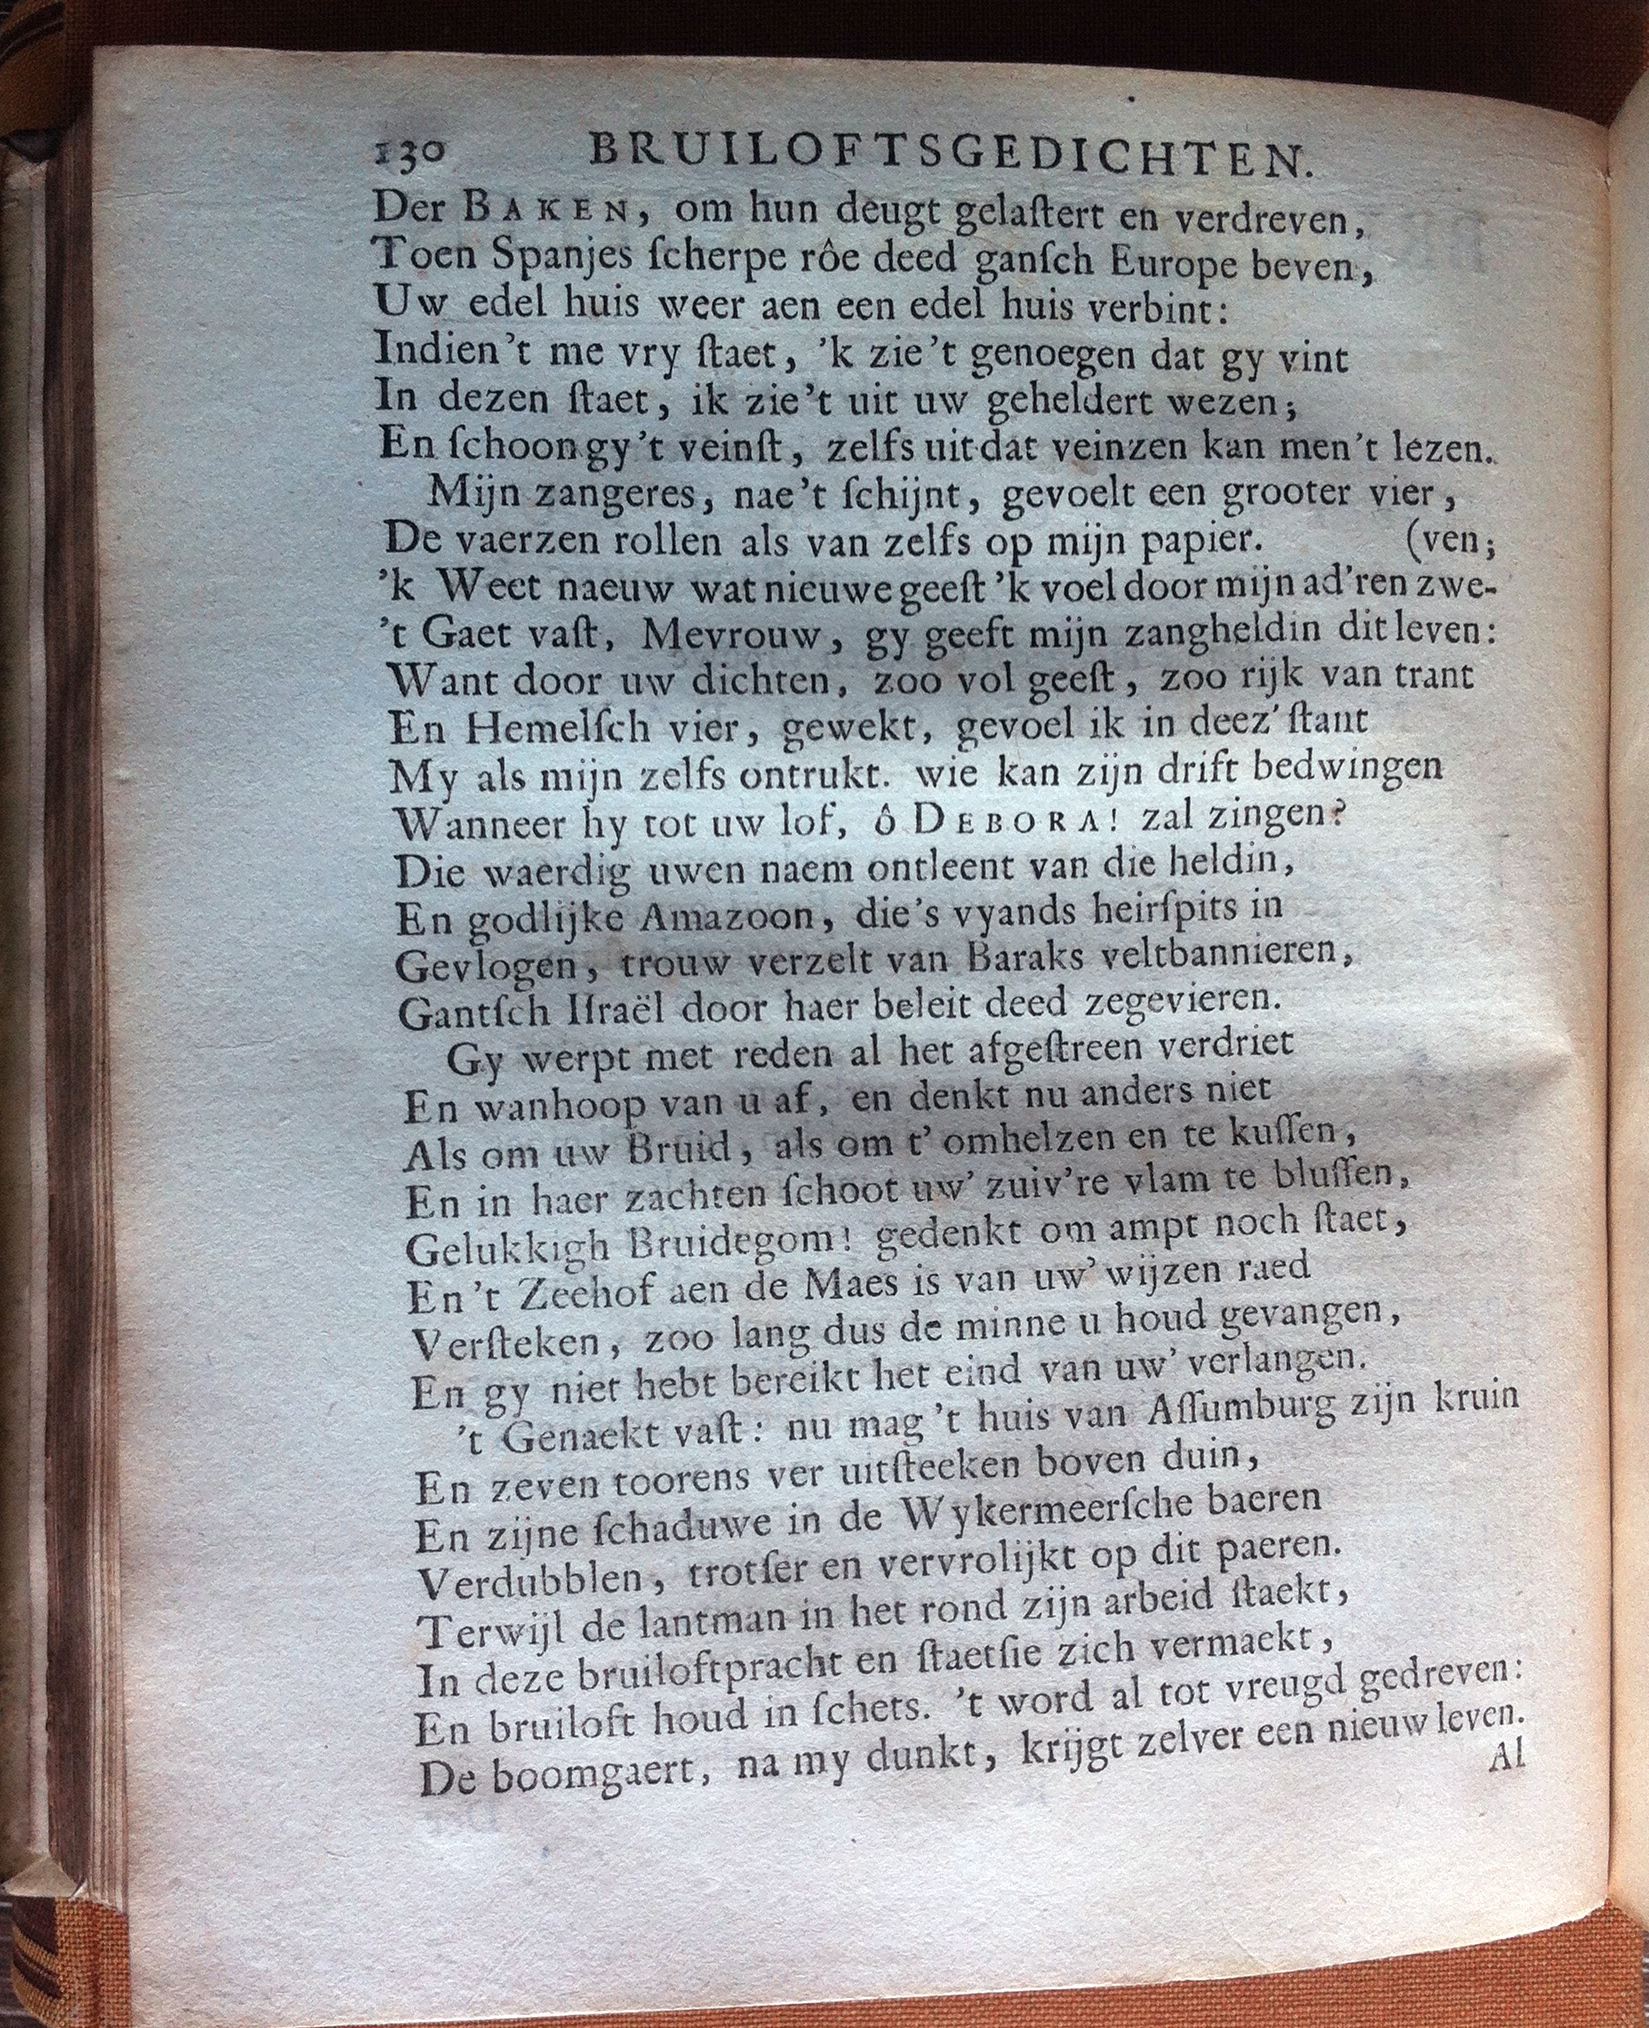 130 BRUILOFTSGEDICHTEN.
Der BAKEN, om hun deugt gelaſtert en verdreven,
Toen Spanjes ſcherpe rôe deed ganſch Europe beven,
Uw edel huis weer aen een edel huis verbint:
Indien't me vry ſtaet, 'k zie't genoegen dat gy vint
In dezen ſtaet, ik zie't uit uw geheldert wezen;
En ſchoon gy't veinſt, zelfs uit dat veinzen kan men't lezen.
Mijn zangeres, nae't ſchijnt, gevoelt een grooter vier,
De vaerzen rollen als van zelfs op mijn papier. (ven;
'k Weet naeuw wat nieuwe geeſt 'k voel door mijn ad'ren zwe-
't Gaet vaſt, Mevrouw, gy geeft mijn zangheldin dit leven:
Want door uw dichten, zoo vol geeſt, zoo rijk van trant
En Hemelſch vier, gewekt, gevoel ik in deez' ſtant
My als mijn zelfs ontrukt. wie kan zijn drift bedwingen
Wanneer hy tot uw lof, ô DEBORA! zal zingen?
Die waerdig uwen naem ontleent van die heldin,
En godlijke Amazoon, die's vyands heirſpits in
Gevlogen, trouw verzelt van Baraks veltbannieren,
Gantſch Iſraël door haer beleit deed zegevieren.
Gy werpt met reden al het afgeſtreen verdriet
En wanhoop van u af, en denkt nu anders niet
Als om uw Bruid, als om t' omhelzen en te kuſſen,
En in haer zachten ſchoot uw' zuiv're vlam te bluſſen,
Gelukkigh Bruidegom! gedenkt om ampt noch ſtaet,
En 't Zeehof aen de Maes is van uw' wijzen raed
Verſteken, zoo lang dus de minne u houd gevangen,
En gy niet hebt bereikt het eind van uw' verlangen.
't Genaekt vaſt: nu mag 't huis van Aſſumburg zijn kruin
En zeven toorens ver uitſteeken boven duin,
En zijne ſchaduwe in de Wykermeerſche baeren
Verdubblen, trotſer en vervrolijkt op dit paeren.
Terwijl de lantman in het rond zijn arbeid ſtaekt,
In deze bruiloftpracht en ſtaetſie zich vermaekt,
En bruiloft houd in ſchets. 't word al tot vreugd gedreven:
De boomgaert, na my dunkt, krijgt zelver een nieuw leven.
Al